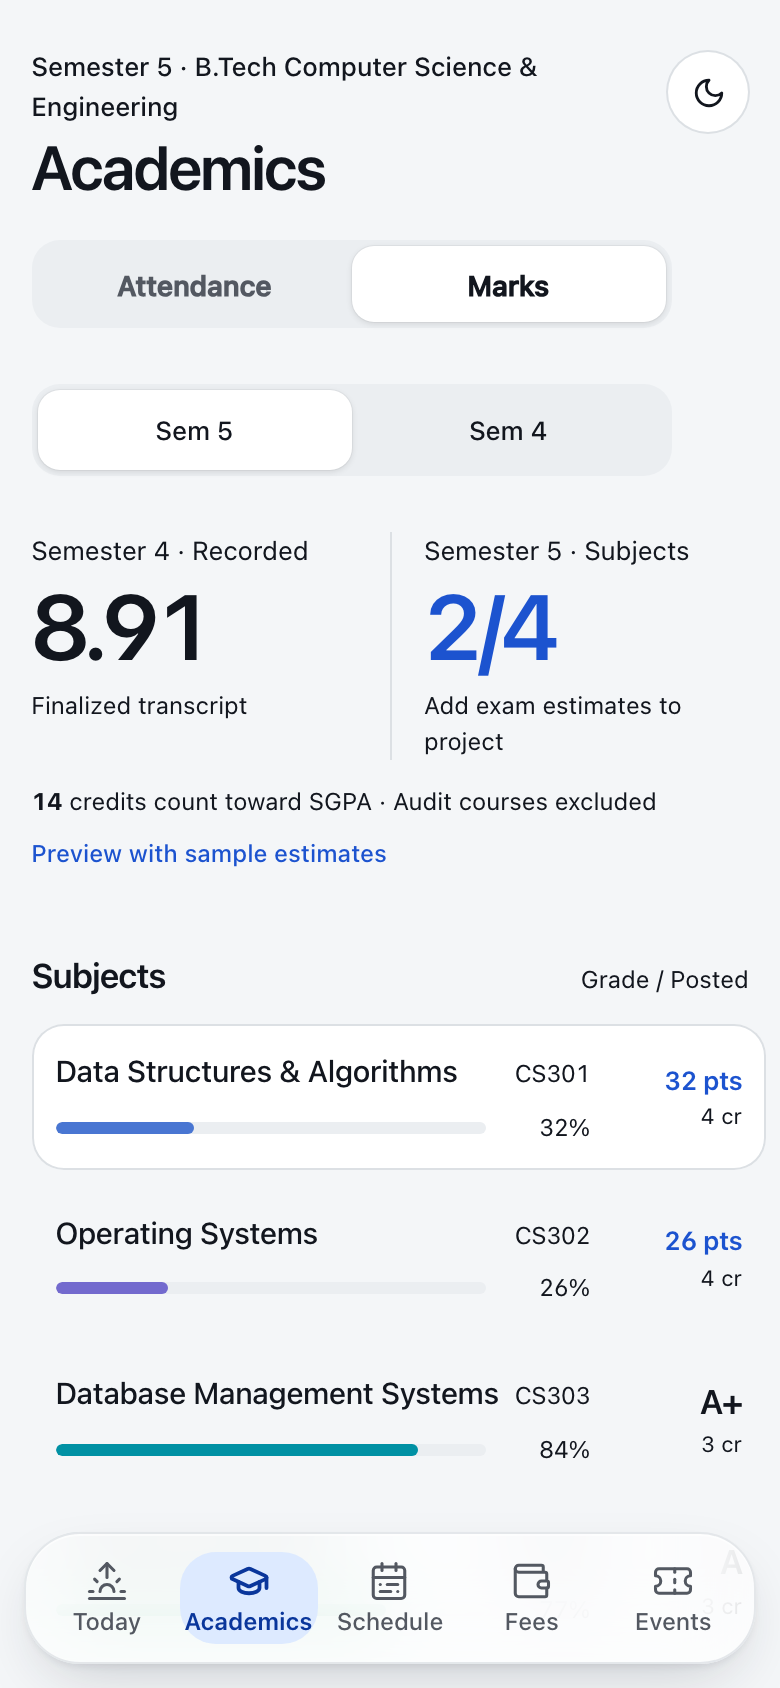 Semester 5 · B.Tech Computer Science &
Engineering
Academics
Attendance
Marks
Sem 5
Sem 4
Semester 4 · Recorded
8.91
Finalized transcript
Semester 5 · Subjects
2/4
Add exam estimates to
project
14 credits count toward SGPA · Audit courses excluded
Preview with sample estimates
Subjects
Grade / Posted
Data Structures & Algorithms
CS301
32 pts
32%
4 cr
Operating Systems
CS302
26 pts
26%
4 cr
Database Management Systems
CS303
A+
84%
3 cr
A
3 cr
Today
Academics
Schedule
Fees
Events